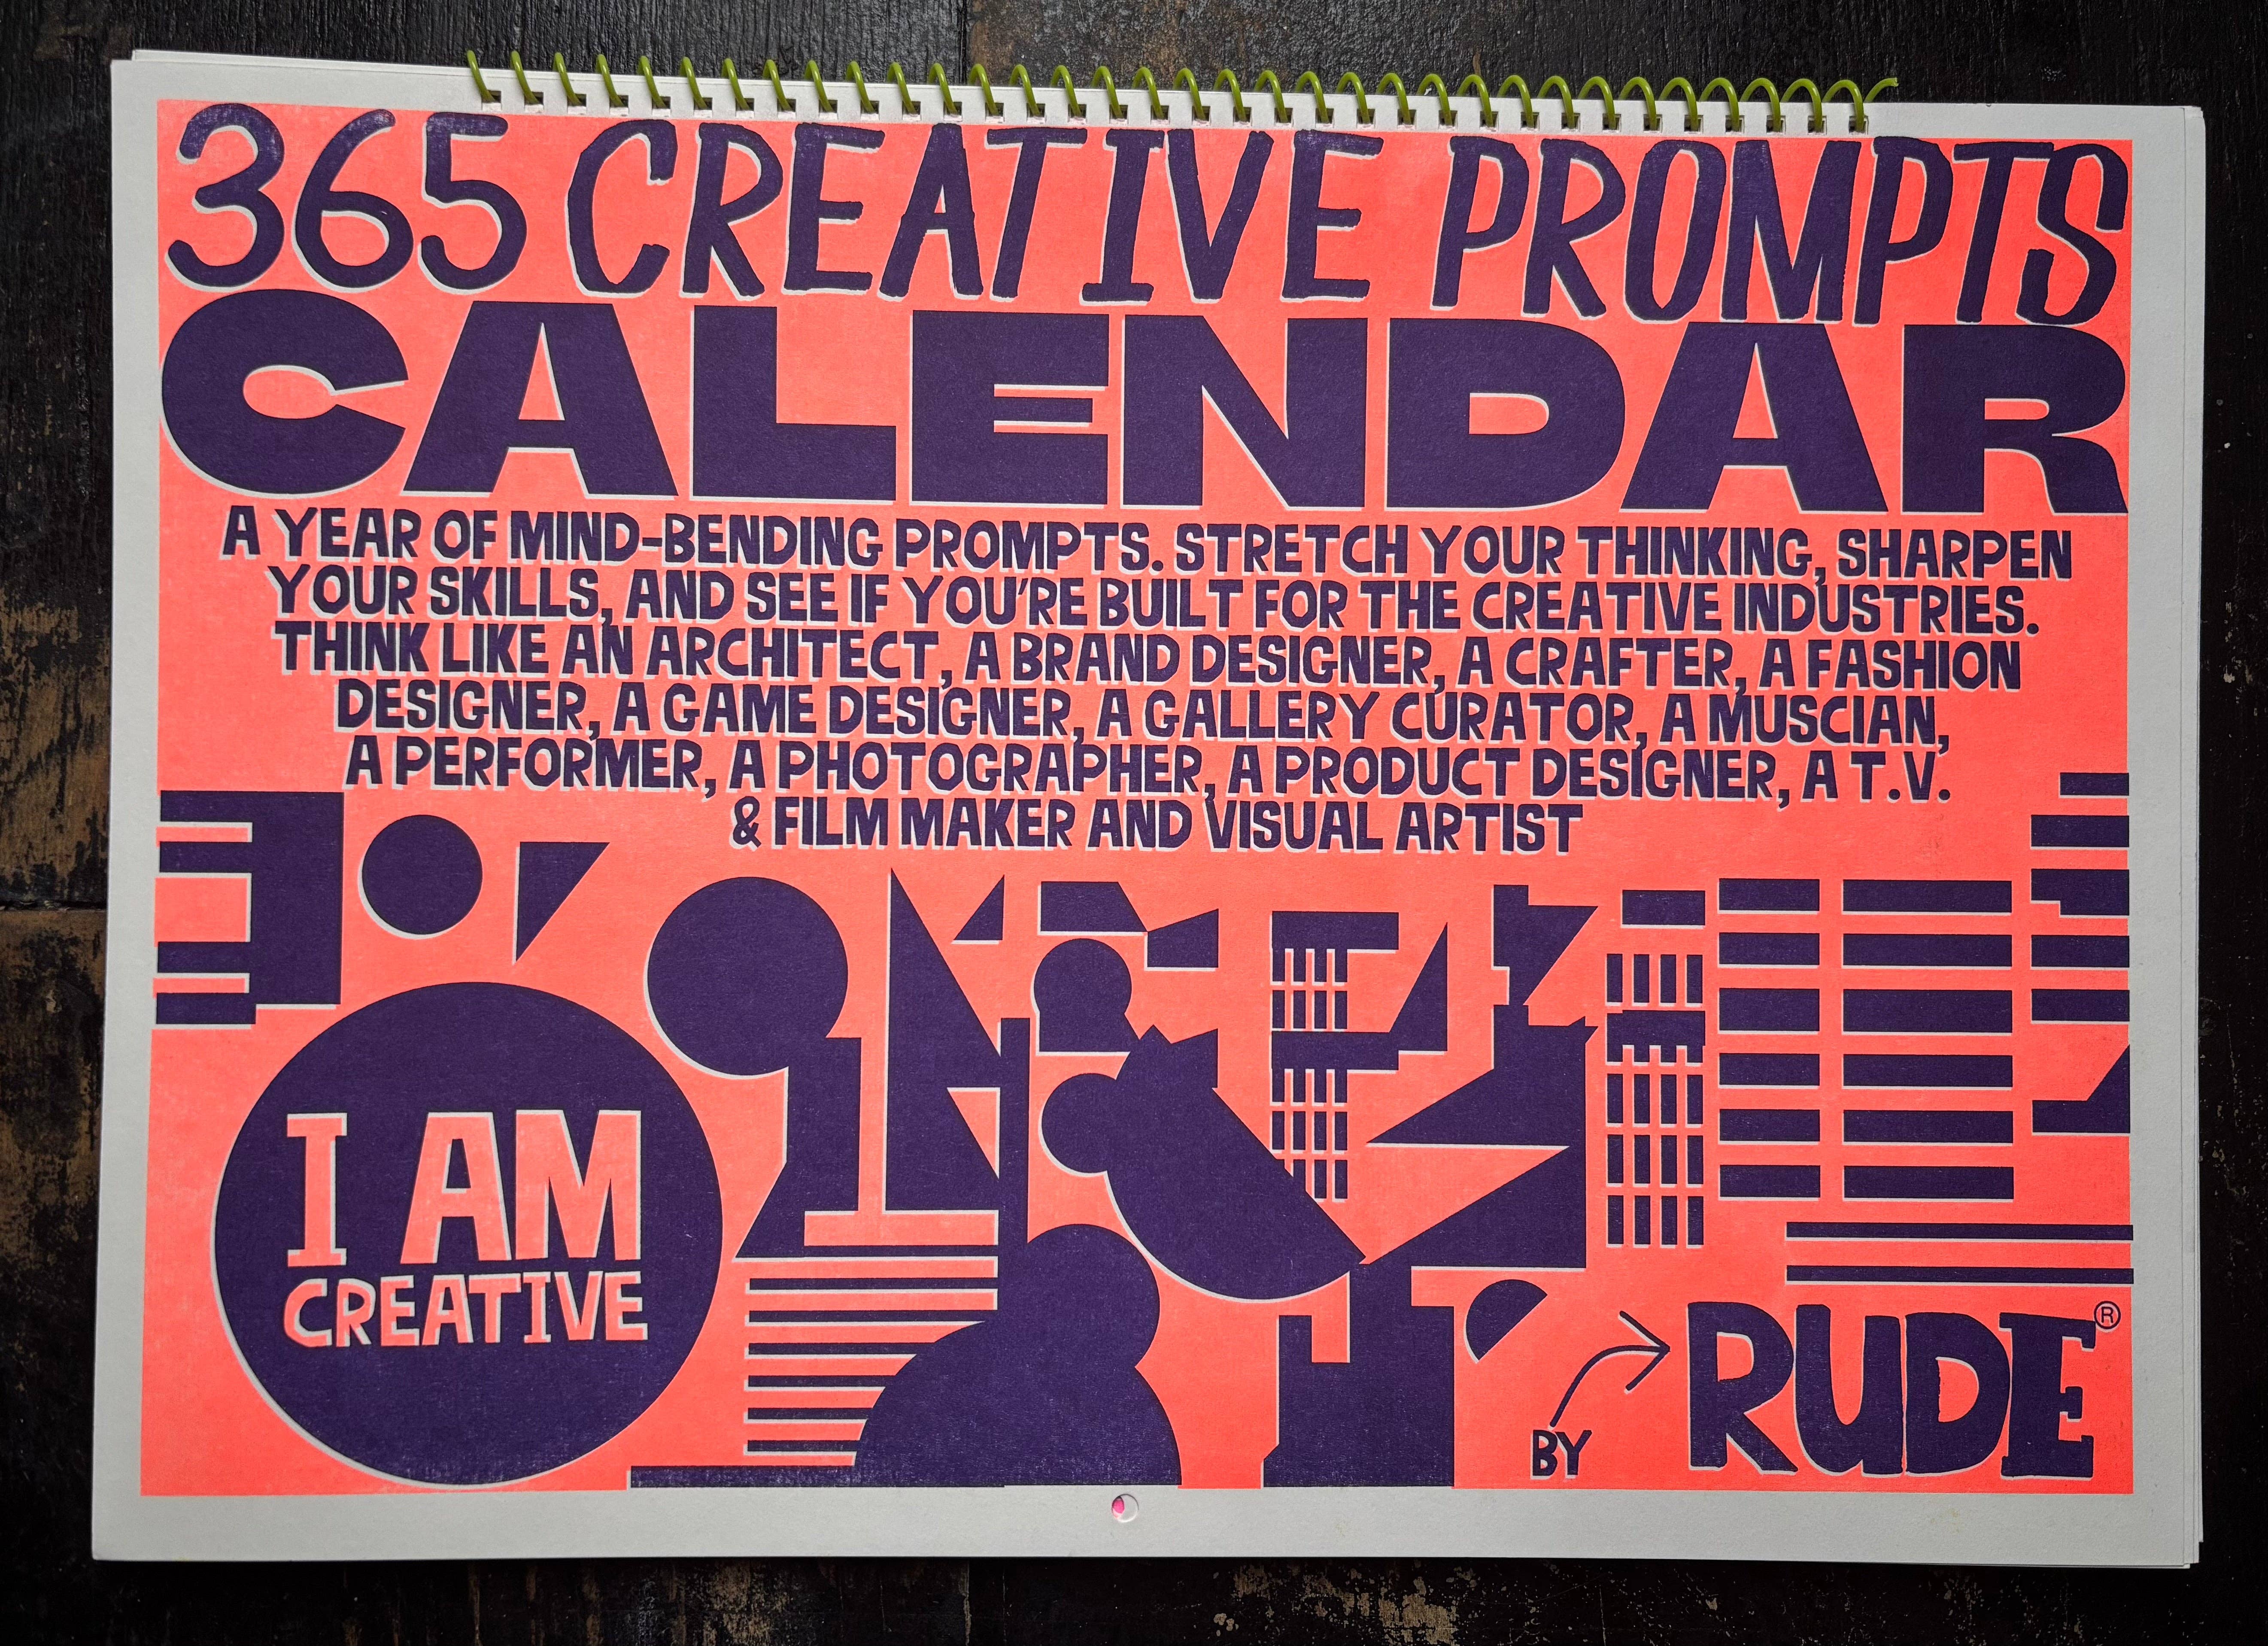 365 CREATIVE PROMPTS
CALENDAR
A YEAR OF MIND-BENDING PROMPTS. STRETCH YOUR THINKING, SHARPEN
YOUR SKILLS, AND SEE IF YOU'RE BUILT FOR THE CREATIVE INDUSTRIES.
THINK LIKE AN ARCHITECT, A BRAND DESIGNER, A CRAFTER, A FASHION
DESIGNER, A GAME DESIGNER, A GALLERY CURATOR, A MUSCIAN,
A PERFORMER, A PHOTOGRAPHER, A PRODUCT DESIGNER, A T.V.
& FILM MAKER AND VISUAL ARTIST
I AM
CREATIVE
BY RUDE®